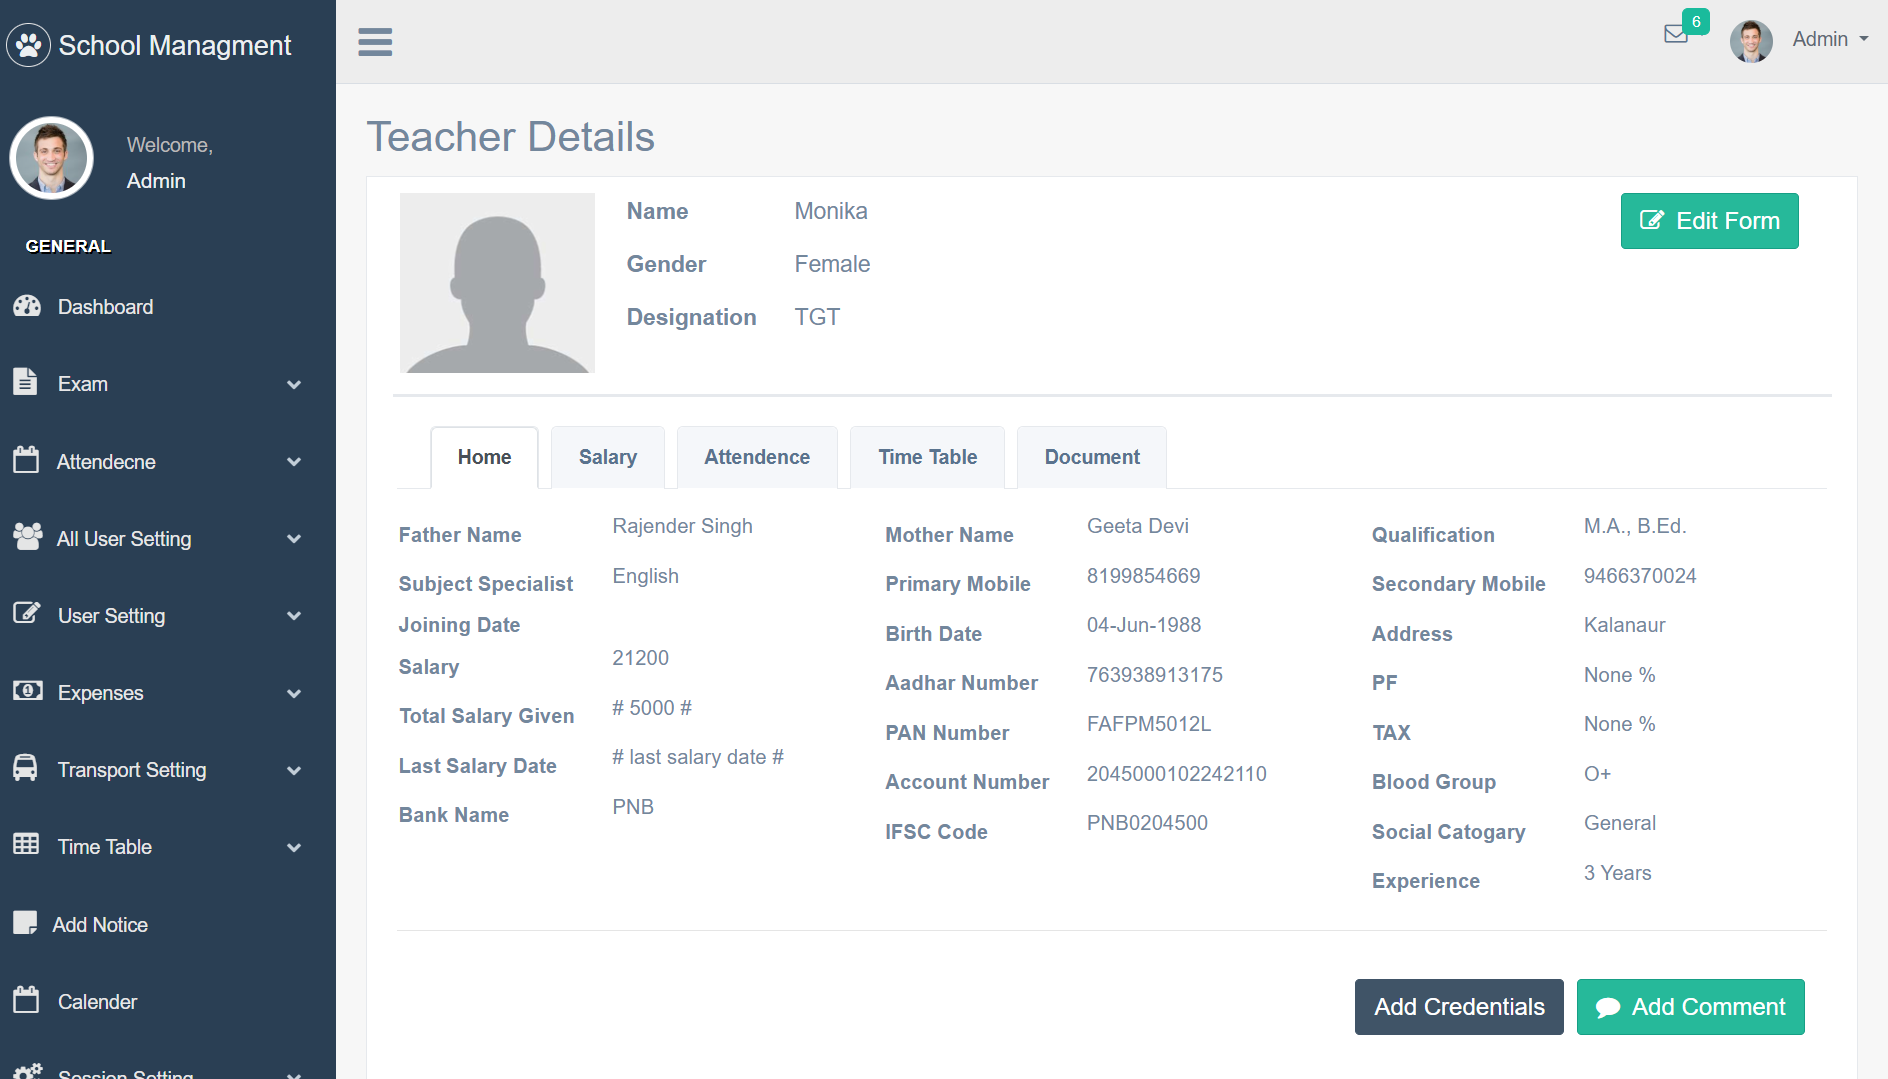 School Managment
6
Admin
Welcome,
Admin
GENERAL
Dashboard
Exam
Attendecne
All User Setting
User Setting
Expenses
Transport Setting
Time Table
Add Notice
Calender
Session Setting
Teacher Details
Name Monika
Gender Female
Designation TGT
Edit Form
Home Salary Attendence Time Table Document
Father Name Rajender Singh
Subject Specialist English
Joining Date
Salary 21200
Total Salary Given # 5000 #
Last Salary Date # last salary date #
Bank Name PNB
Mother Name Geeta Devi
Primary Mobile 8199854669
Birth Date 04-Jun-1988
Aadhar Number 763938913175
PAN Number FAFPM5012L
Account Number 2045000102242110
IFSC Code PNB0204500
Qualification M.A., B.Ed.
Secondary Mobile 9466370024
Address Kalanaur
PF None %
TAX None %
Blood Group O+
Social Catogary General
Experience 3 Years
Add Credentials
Add Comment